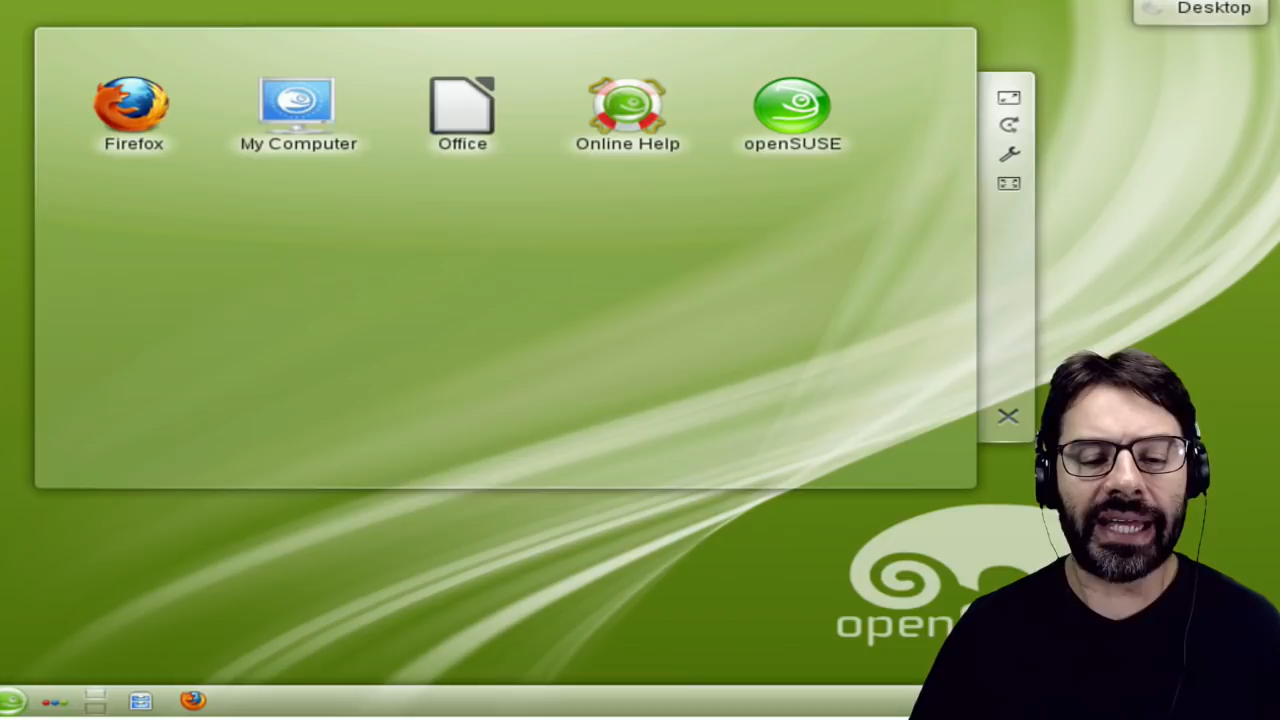 Desktop
Firefox
My Computer
Office
Online Help
openSUSE
open